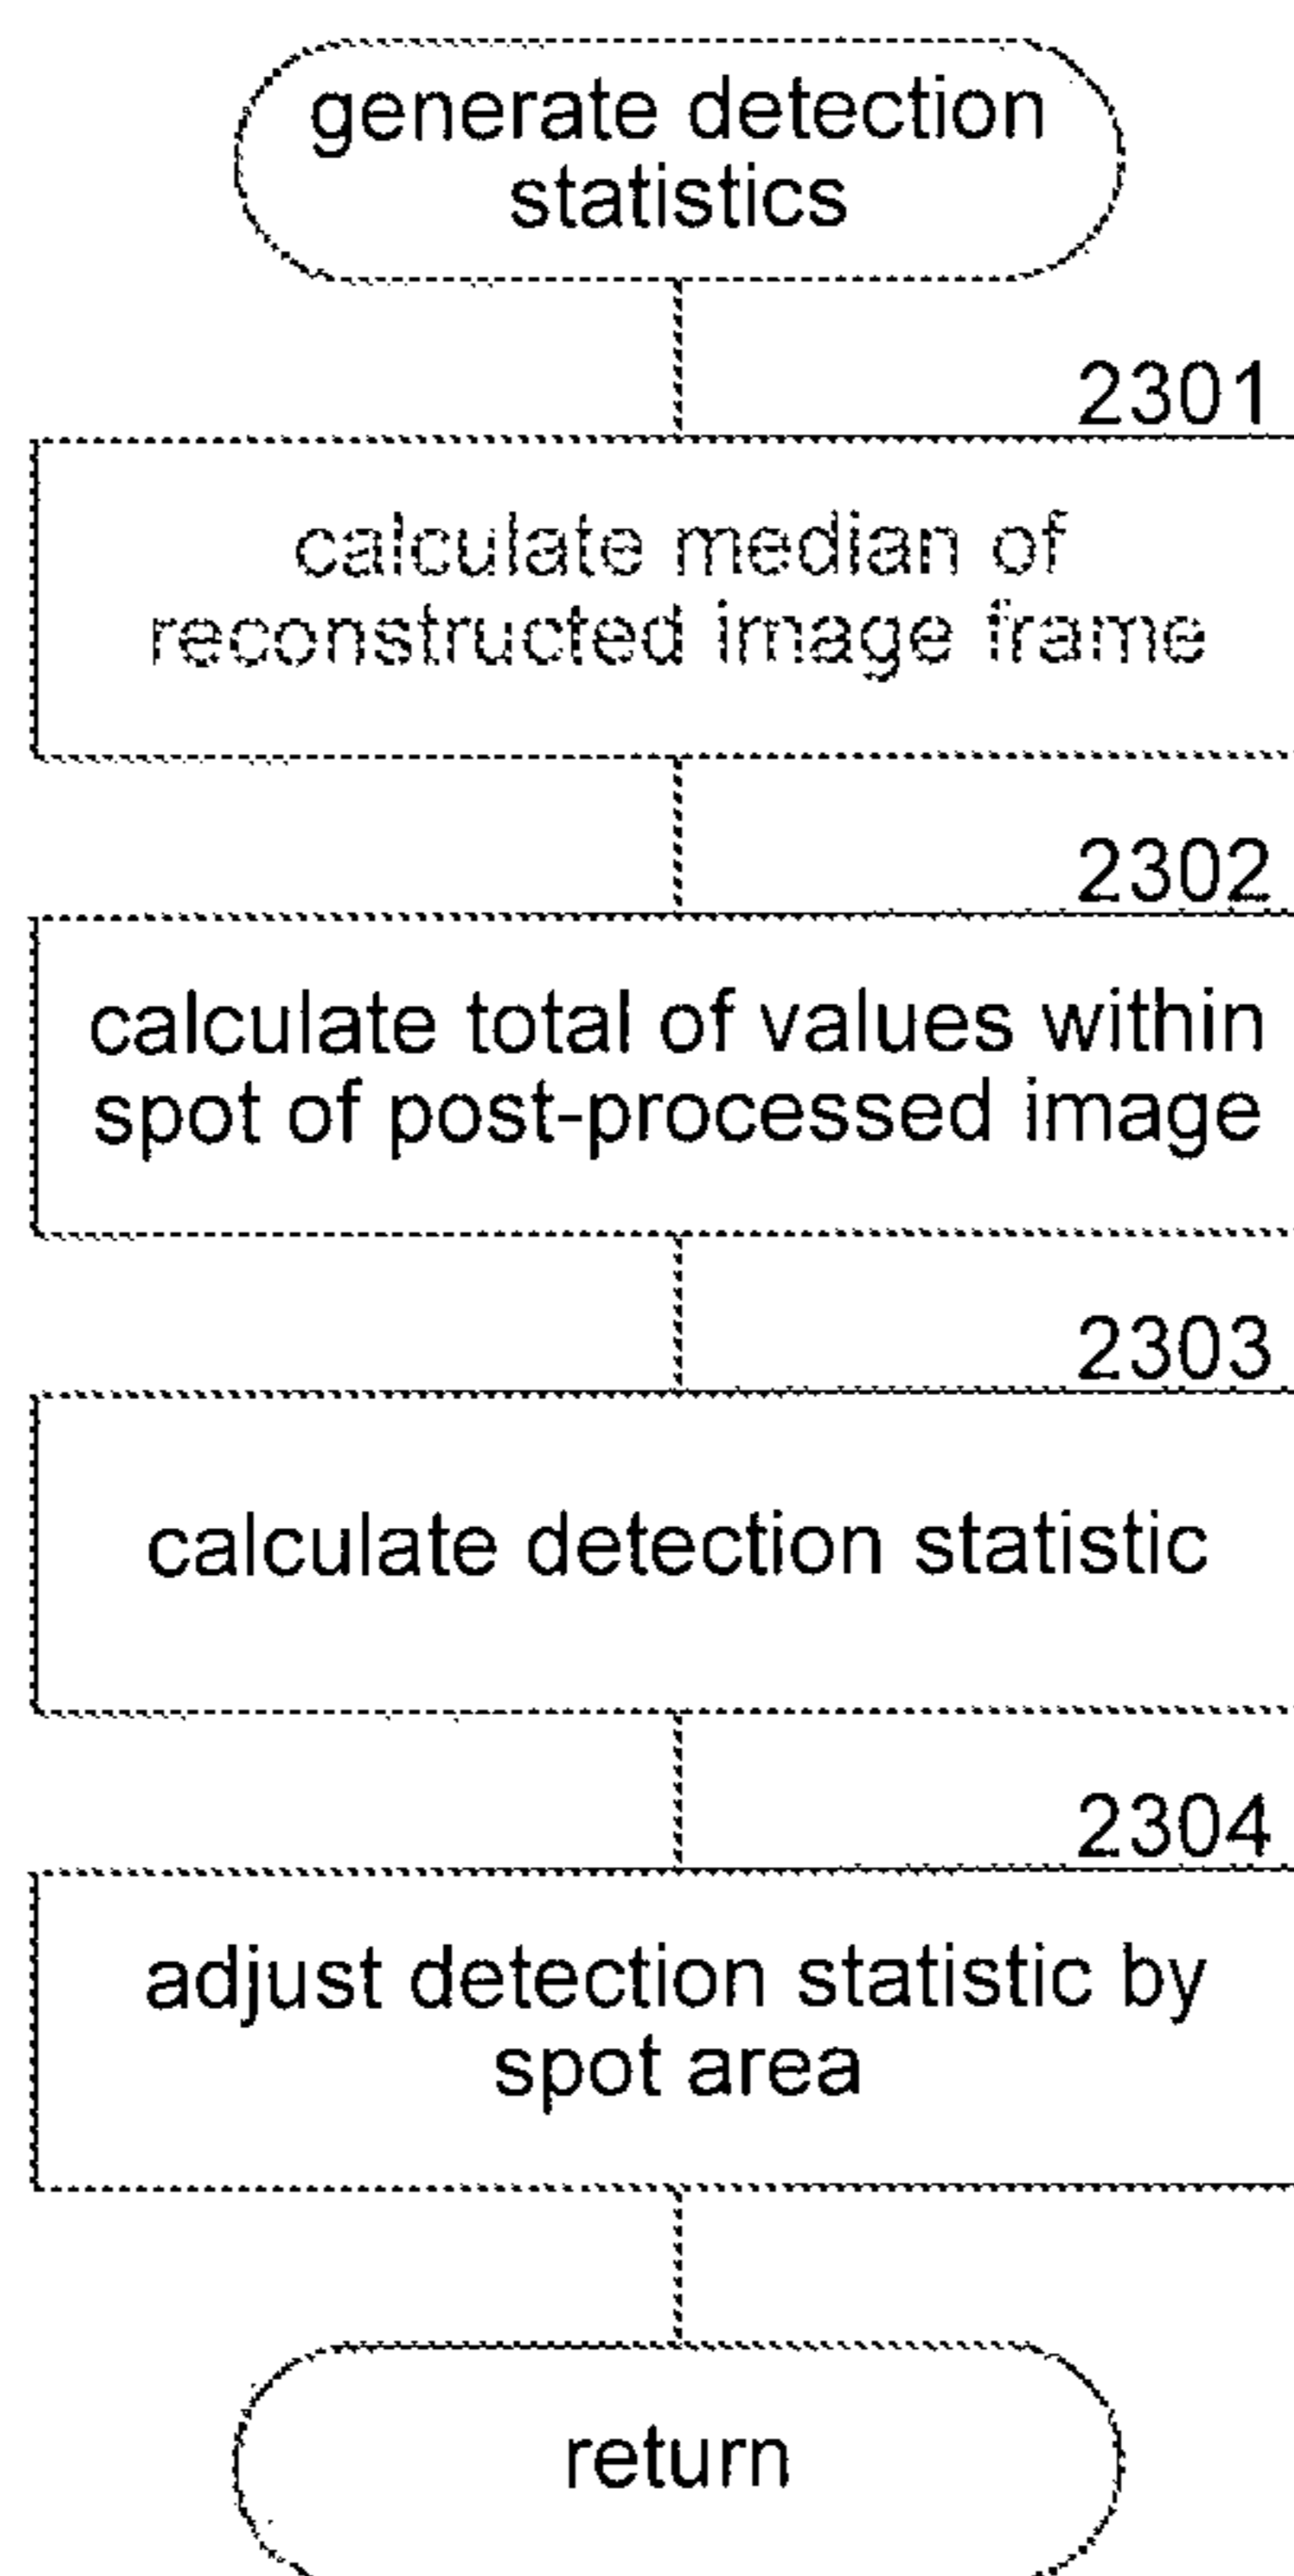 generate detection
statistics
2301
calculate median of
reconstructed image frame
2302
calculate total of values within
spot of post-processed image
2303
calculate detection statistic
2304
adjust detection statistic by
spot area
return